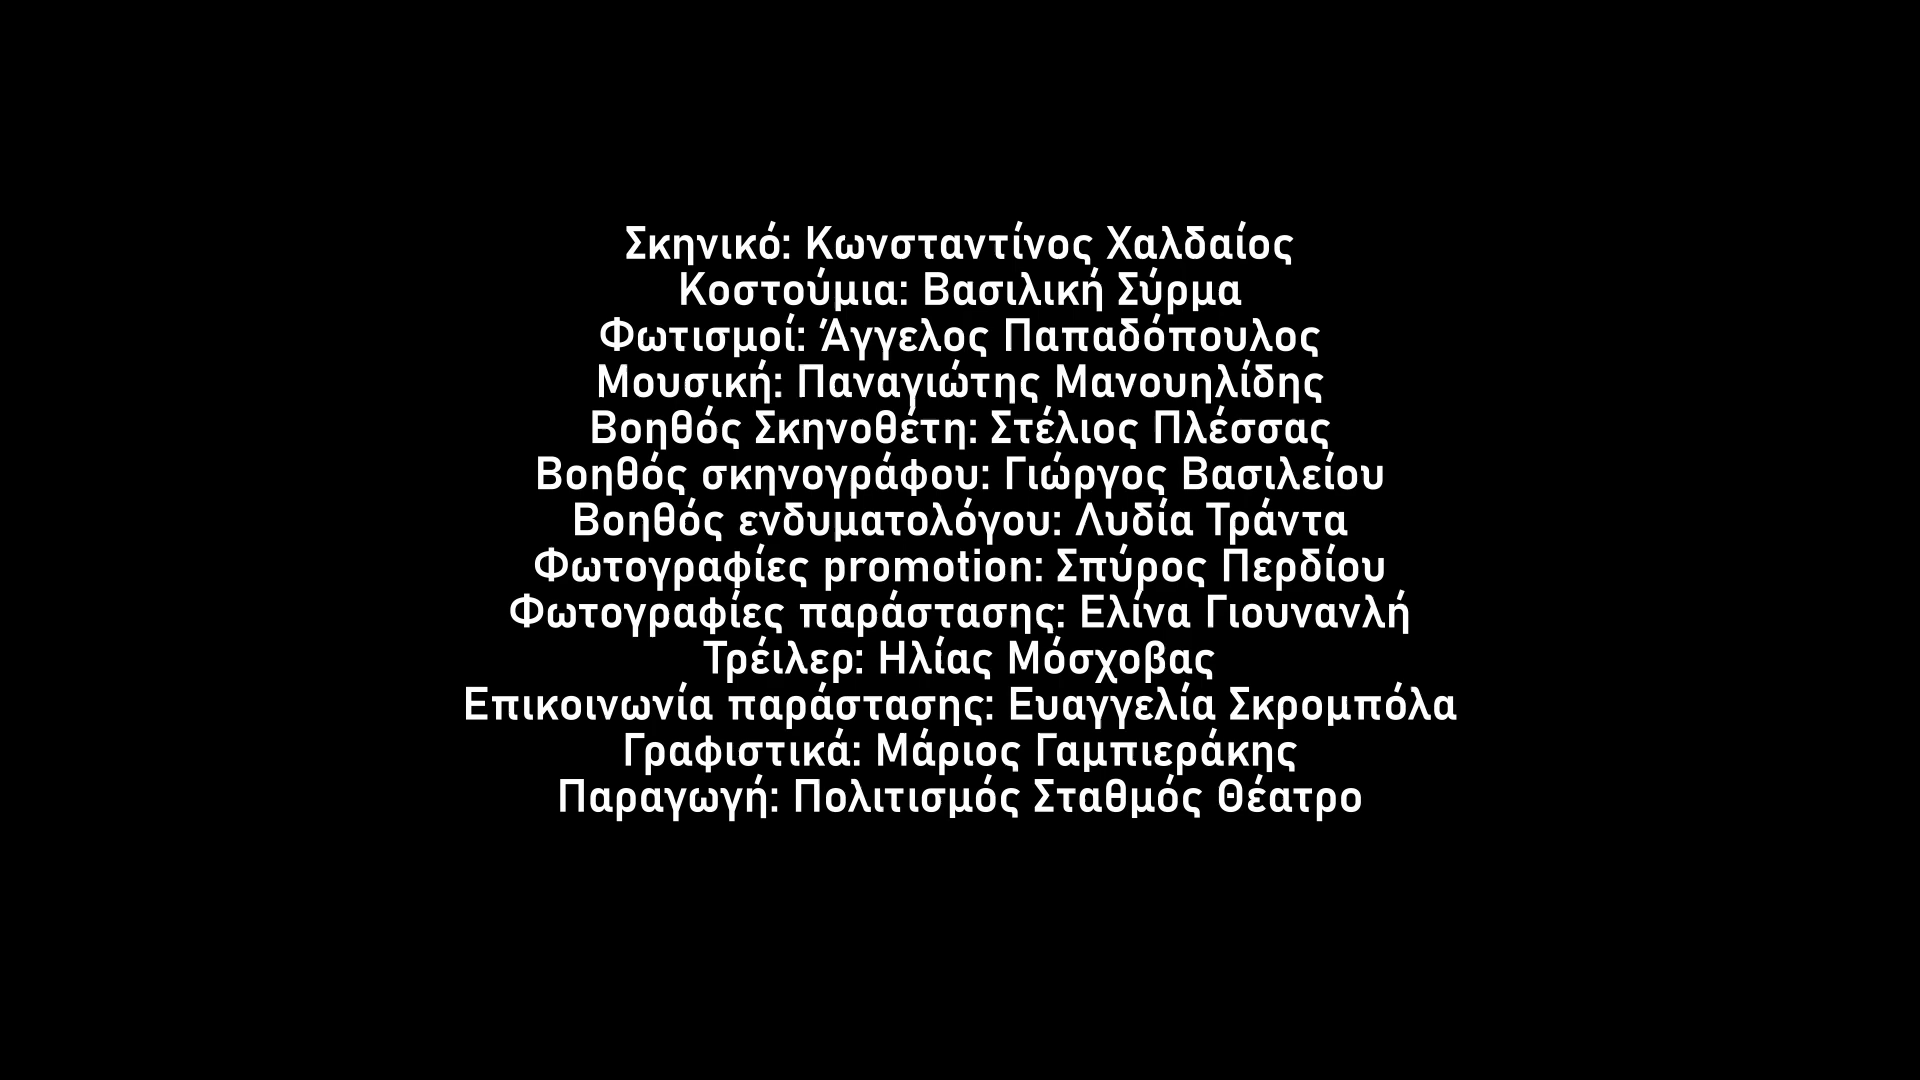 Σκηνικό: Κωνσταντίνος Χαλδαίος
Κοστούμια: Βασιλική Σύρμα
Φωτισμοί: Άγγελος Παπαδόπουλος
Μουσική: Παναγιώτης Μανουηλίδης
Βοηθός Σκηνοθέτη: Στέλιος Πλέσσας
Βοηθός σκηνογράφου: Γιώργος Βασιλείου
Βοηθός ενδυματολόγου: Λυδία Τράντα
Φωτογραφίες promotion: Σπύρος Περδίου
Φωτογραφίες παράστασης: Ελίνα Γιουνανλή
Τρέιλερ: Ηλίας Μόσχοβας
Επικοινωνία παράστασης: Ευαγγελία Σκρομπόλα
Γραφιστικά: Μάριος Γαμπιεράκης
Παραγωγή: Πολιτισμός Σταθμός Θέατρο